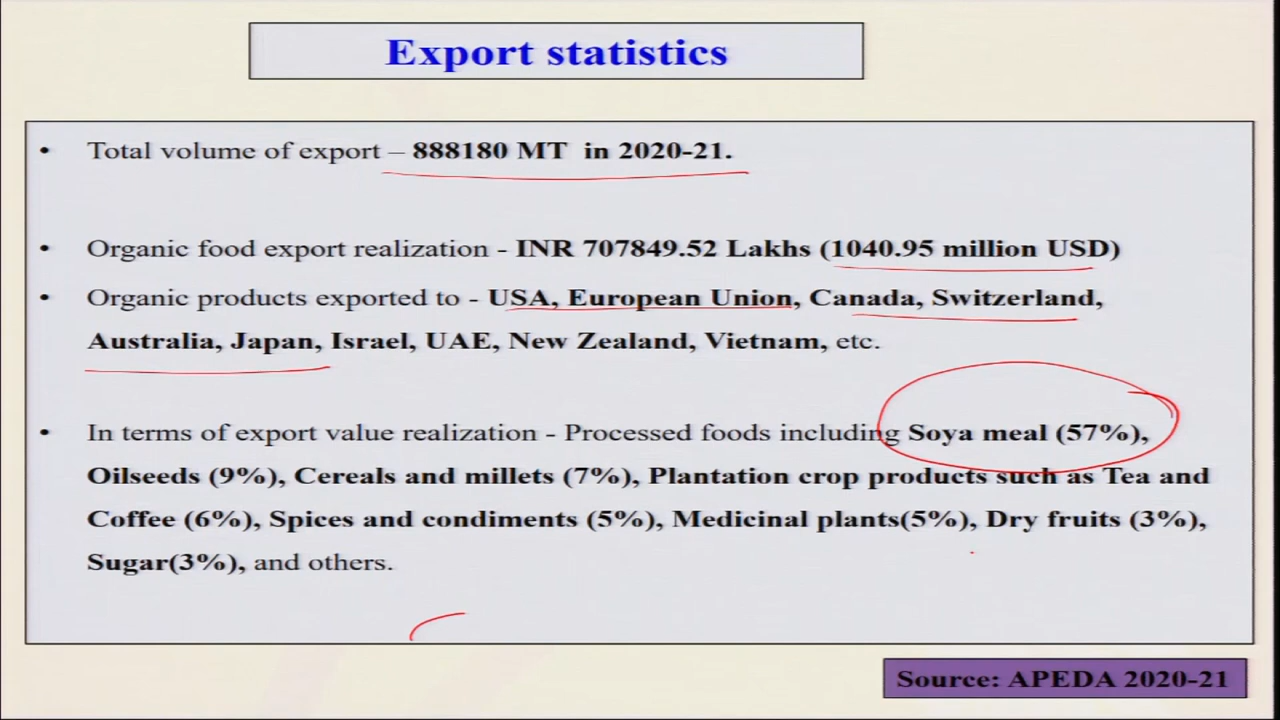 Export statistics
• Total volume of export – 888180 MT in 2020-21.
• Organic food export realization - INR 707849.52 Lakhs (1040.95 million USD)
• Organic products exported to - USA, European Union, Canada, Switzerland,
Australia, Japan, Israel, UAE, New Zealand, Vietnam, etc.
• In terms of export value realization - Processed foods including Soya meal (57%),
Oilseeds (9%), Cereals and millets (7%), Plantation crop products such as Tea and
Coffee (6%), Spices and condiments (5%), Medicinal plants(5%), Dry fruits (3%),
Sugar(3%), and others.
Source: APEDA 2020-21